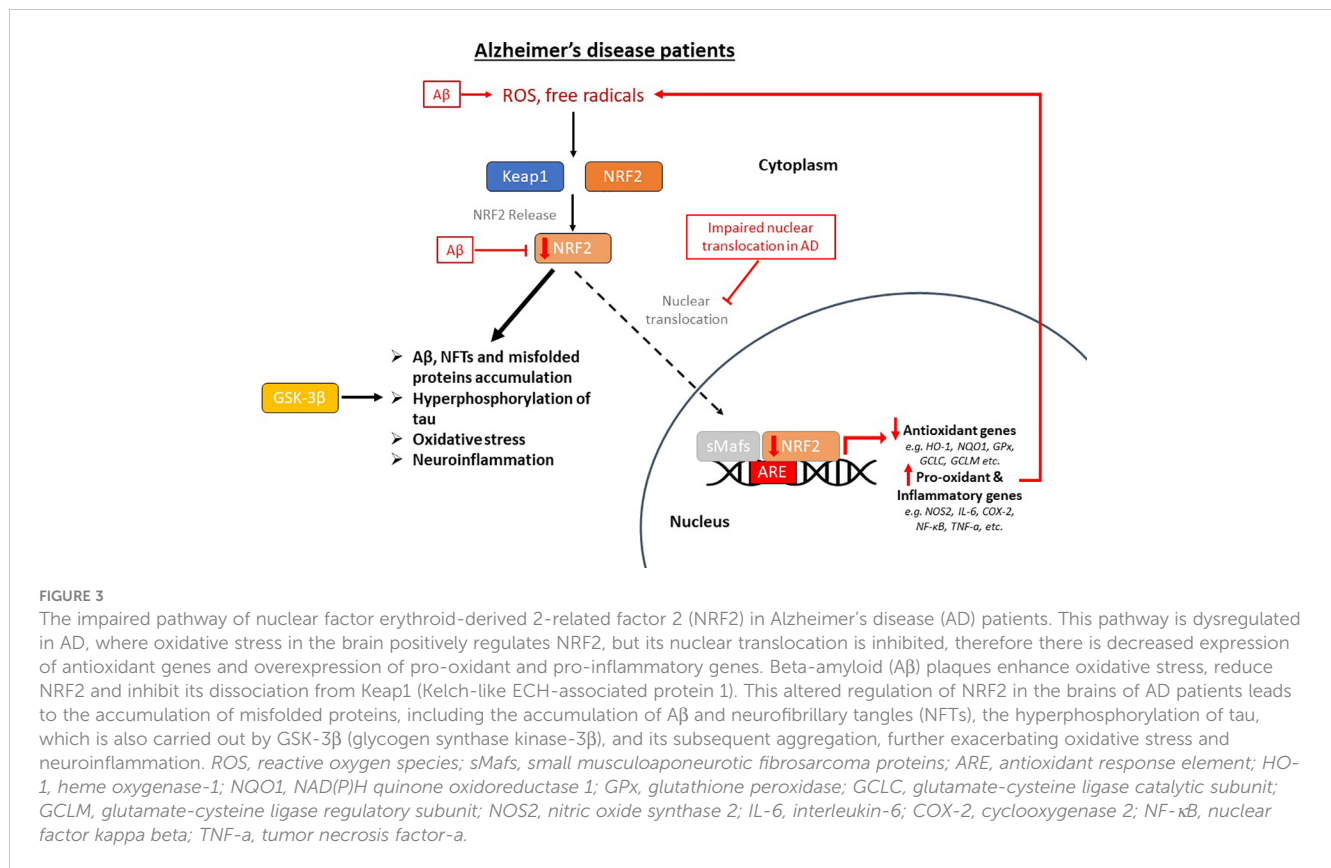 Alzheimer's disease patients
Aβ
ROS, free radicals
Keap1
NRF2
Cytoplasm
NRF2 Release
Aβ
NRF2
Impaired nuclear
translocation in AD
Nuclear
translocation
➢ Aβ, NFTs and misfolded
proteins accumulation
➢ Hyperphosphorylation of
tau
➢ Oxidative stress
➢ Neuroinflammation
GSK-3β
sMafs
NRF2
ARE
Antioxidant genes
e.g. HO-1, NQO1, GPx,
GCLC, GCLM etc.
Pro-oxidant &
Inflammatory genes
e.g. NOS2, IL-6, COX-2,
NF-κB, TNF-a, etc.
Nucleus
FIGURE 3
The impaired pathway of nuclear factor erythroid-derived 2-related factor 2 (NRF2) in Alzheimer's disease (AD) patients. This pathway is dysregulated
in AD, where oxidative stress in the brain positively regulates NRF2, but its nuclear translocation is inhibited, therefore there is decreased expression
of antioxidant genes and overexpression of pro-oxidant and pro-inflammatory genes. Beta-amyloid (Aβ) plaques enhance oxidative stress, reduce
NRF2 and inhibit its dissociation from Keap1 (Kelch-like ECH-associated protein 1). This altered regulation of NRF2 in the brains of AD patients leads
to the accumulation of misfolded proteins, including the accumulation of Aβ and neurofibrillary tangles (NFTs), the hyperphosphorylation of tau,
which is also carried out by GSK-3β (glycogen synthase kinase-3β), and its subsequent aggregation, further exacerbating oxidative stress and
neuroinflammation. ROS, reactive oxygen species; sMafs, small musculoaponeurotic fibrosarcoma proteins; ARE, antioxidant response element; HO-
1, heme oxygenase-1; NQO1, NAD(P)H quinone oxidoreductase 1; GPx, glutathione peroxidase; GCLC, glutamate-cysteine ligase catalytic subunit;
GCLM, glutamate-cysteine ligase regulatory subunit; NOS2, nitric oxide synthase 2; IL-6, interleukin-6; COX-2, cyclooxygenase 2; NF-κB, nuclear
factor kappa beta; TNF-a, tumor necrosis factor-a.